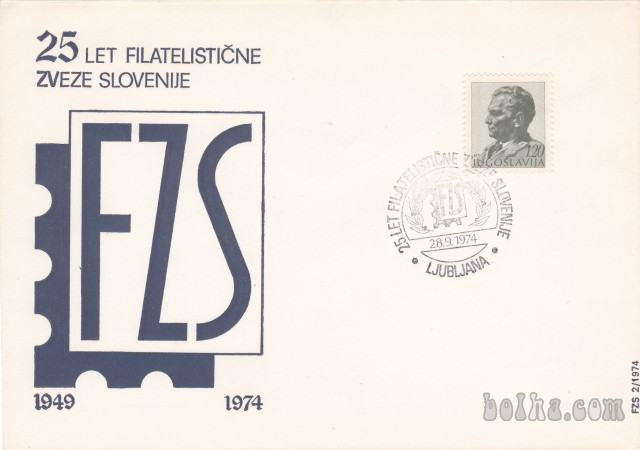 25 LET FILATELISTIČNE
ZVEZE SLOVENIJE
FZS
1949 1974
1.20
JUGOSLAVIJA
25 LET FILATELISTIČNE ZVEZE SLOVENIJE
FZS
28.9.1974
LJUBLJANA
FZS 2/1974
bolha.com